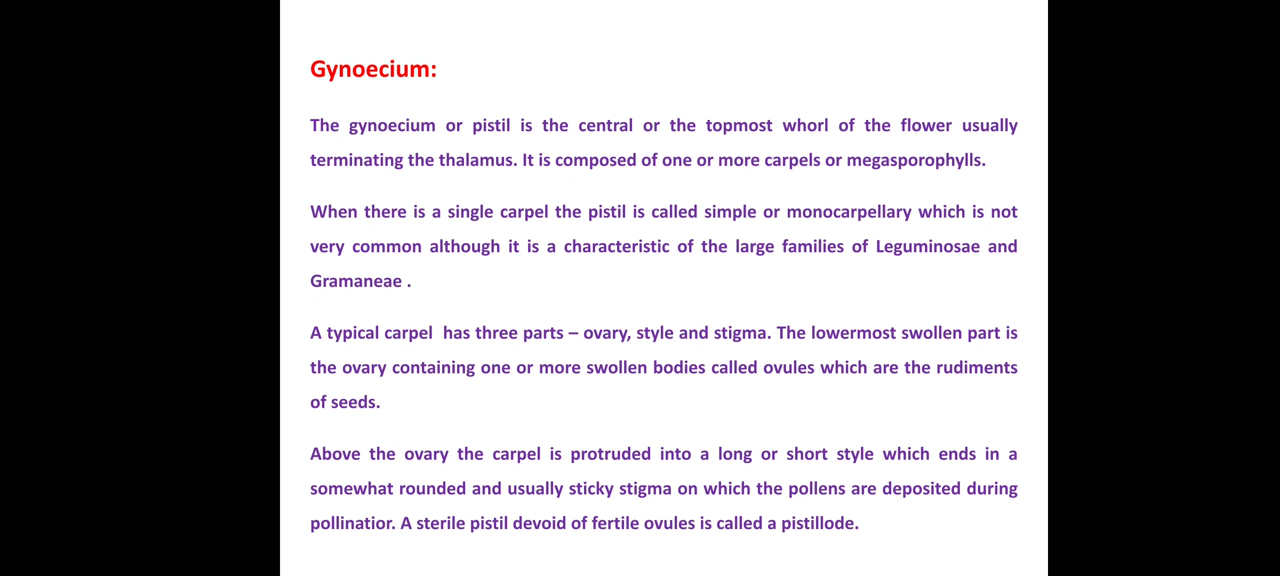 Gynoecium:
The gynoecium or pistil is the central or the topmost whorl of the flower usually
terminating the thalamus. It is composed of one or more carpels or megasporophylls.
When there is a single carpel the pistil is called simple or monocarpellary which is not
very common although it is a characteristic of the large families of Leguminosae and
Gramaneae .
A typical carpel has three parts – ovary, style and stigma. The lowermost swollen part is
the ovary containing one or more swollen bodies called ovules which are the rudiments
of seeds.
Above the ovary the carpel is protruded into a long or short style which ends in a
somewhat rounded and usually sticky stigma on which the pollens are deposited during
pollinatior. A sterile pistil devoid of fertile ovules is called a pistillode.